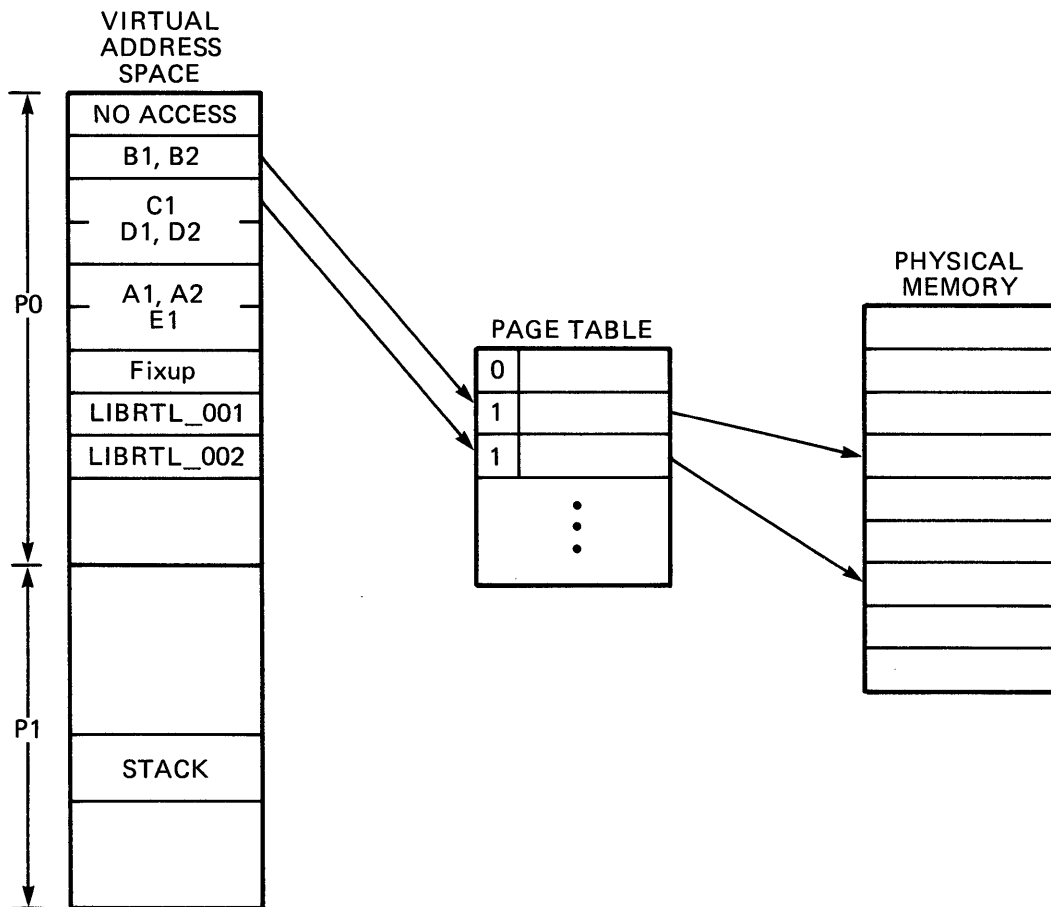 VIRTUAL
ADDRESS
SPACE
NO ACCESS
B1, B2
C1
D1, D2
A1, A2
E1
Fixup
LIBRTL_001
LIBRTL_002
P0
STACK
P1
PAGE TABLE
0
1
1
PHYSICAL
MEMORY